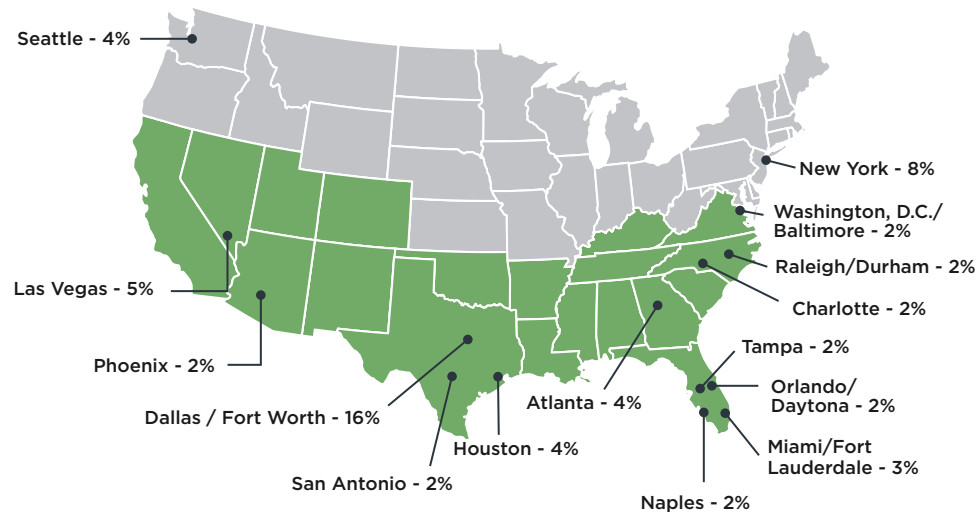 Seattle - 4%
New York - 8%
Washington, D.C./
Baltimore - 2%
Raleigh/Durham - 2%
Las Vegas - 5%
Charlotte - 2%
Tampa - 2%
Phoenix - 2%
Orlando/
Daytona - 2%
Atlanta - 4%
Dallas / Fort Worth - 16%
Houston - 4%
Miami/Fort
Lauderdale - 3%
San Antonio - 2%
Naples - 2%